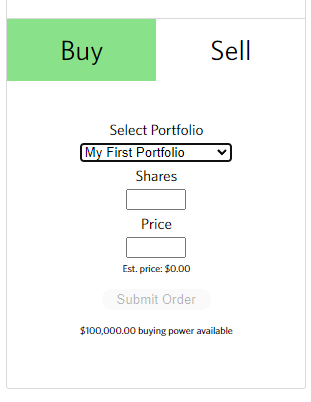 Buy Sell
Select Portfolio
My First Portfolio
Shares
Price
Est. price: $0.00
Submit Order
$100,000.00 buying power available